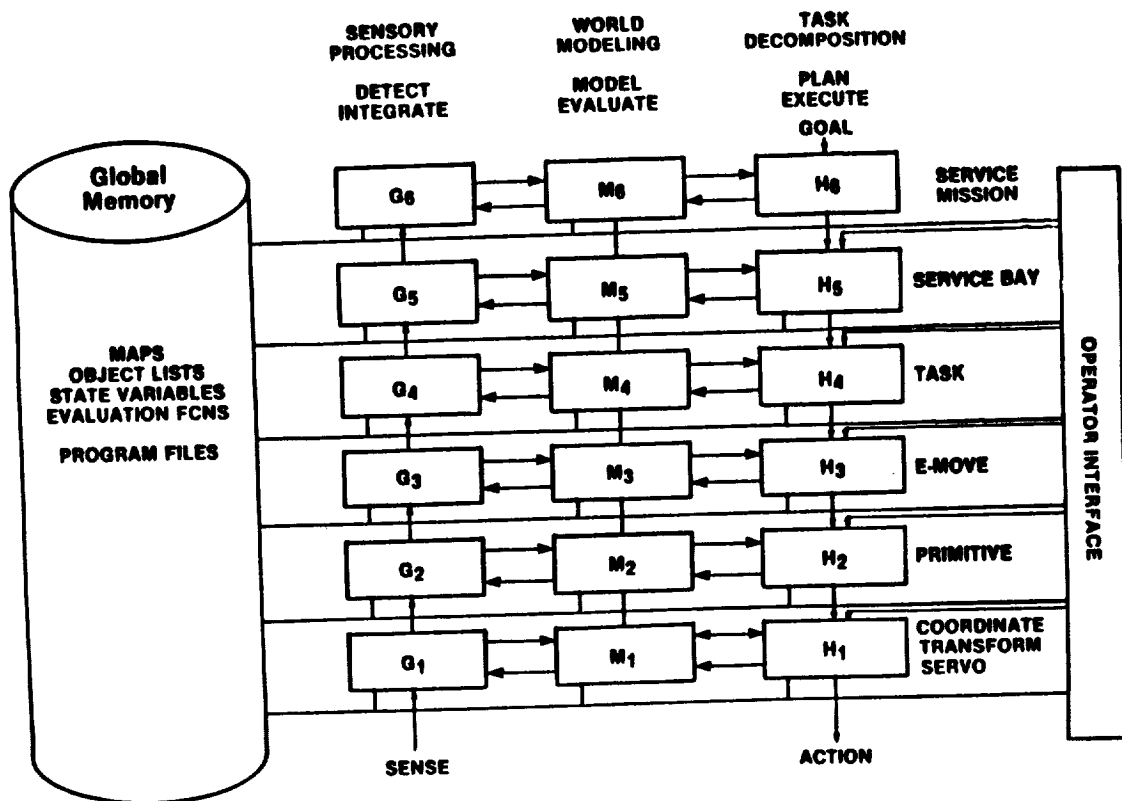 SENSORY
PROCESSING
WORLD
MODELING
TASK
DECOMPOSITION
DETECT
INTEGRATE
MODEL
EVALUATE
PLAN
EXECUTE
GOAL
Global
Memory
MAPS
OBJECT LISTS
STATE VARIABLES
EVALUATION FCNS
PROGRAM FILES
G6
M6
H6
SERVICE
MISSION
G5
M5
H5
SERVICE BAY
G4
M4
H4
TASK
G3
M3
H3
E-MOVE
G2
M2
H2
PRIMITIVE
G1
M1
H1
COORDINATE
TRANSFORM
SERVO
OPERATOR INTERFACE
SENSE
ACTION